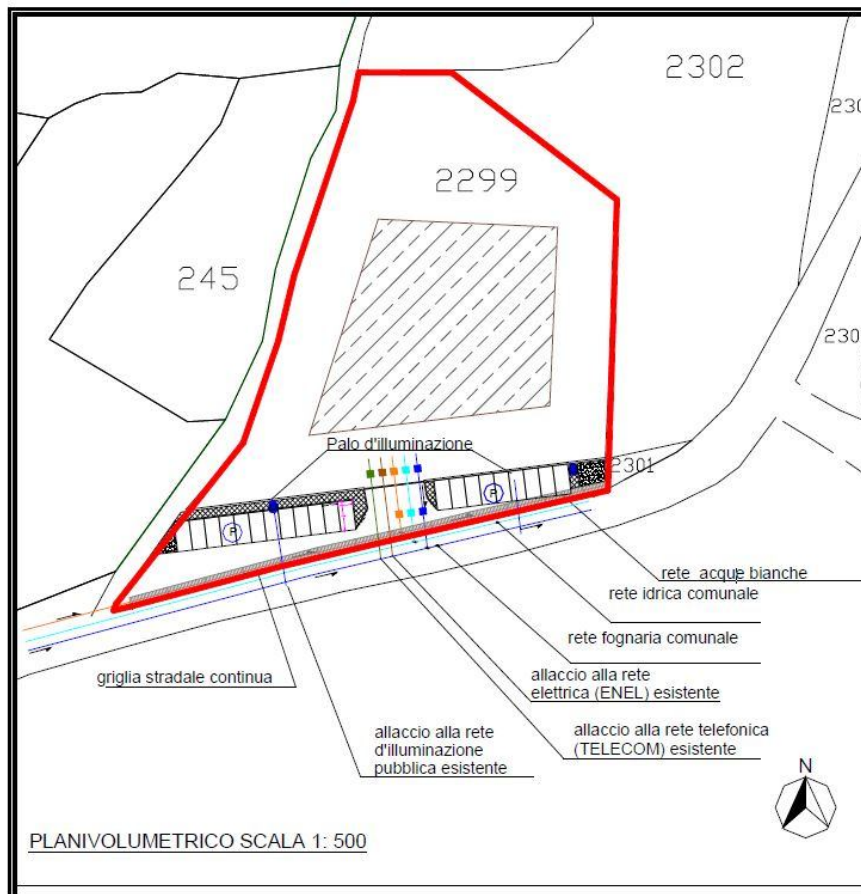 2302
2299
245
Palo d'illuminazione
2301
P
P
rete acque bianche
rete idrica comunale
rete fognaria comunale
griglia stradale continua
allaccio alla rete
elettrica (ENEL) esistente
allaccio alla rete
d'illuminazione
pubblica esistente
allaccio alla rete telefonica
(TELECOM) esistente
N
PLANIVOLUMETRICO SCALA 1: 500